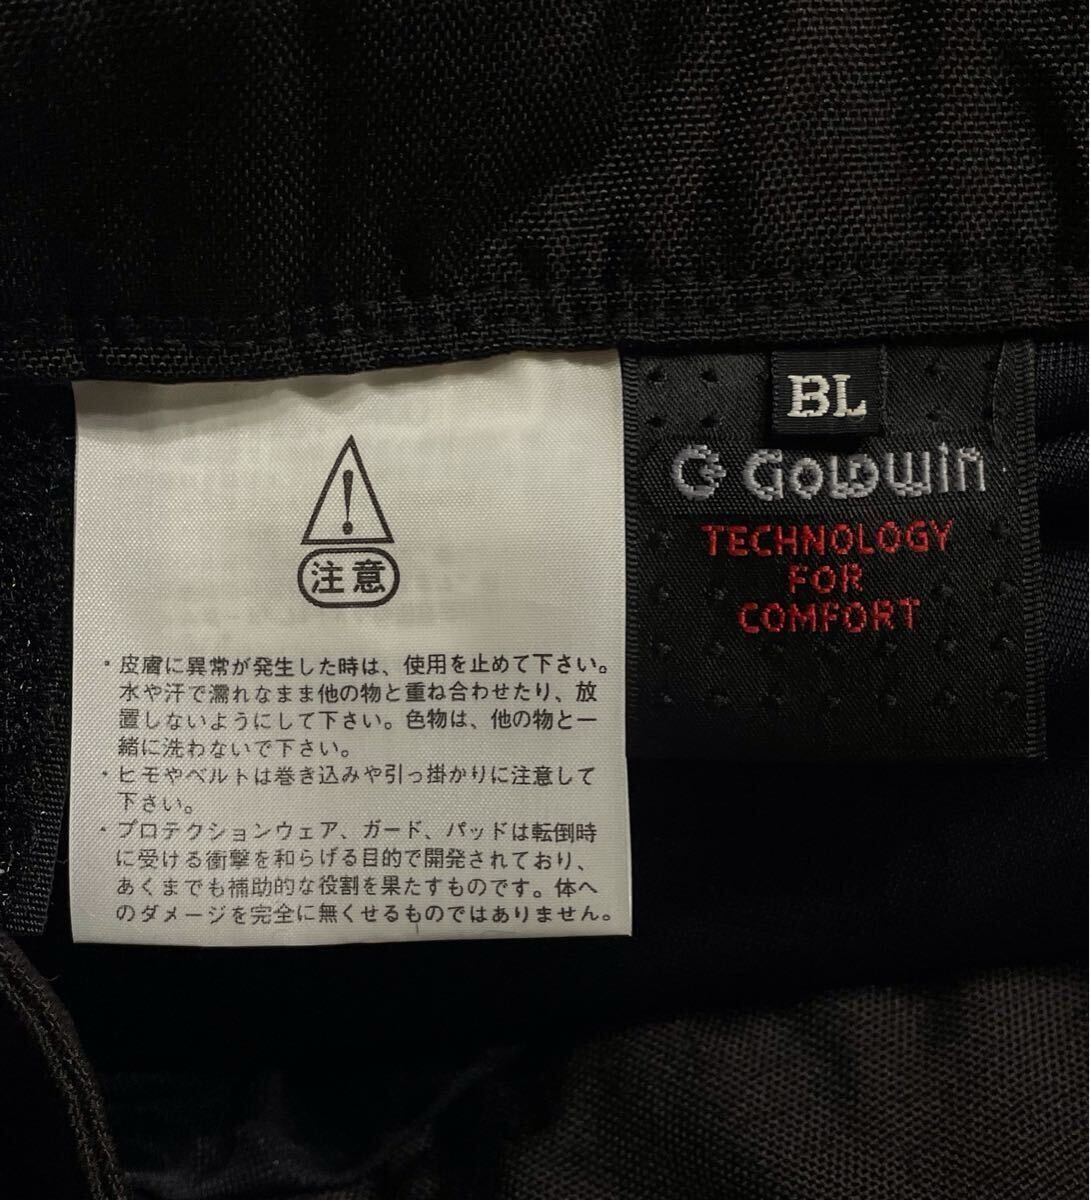 注意
・皮膚に異常が発生した時は、使用を止めて下さい。
水や汗で濡れなまま他の物と重ね合わせたり、放
置しないようにして下さい。色物は、他の物と一
緒に洗わないで下さい。
・ヒモやベルトは巻き込みや引っ掛かりに注意して
下さい。
・プロテクションウェア、ガード、パッドは転倒時
に受ける衝撃を和らげる目的で開発されており、
あくまでも補助的な役割を果たすものです。体へ
のダメージを完全に無くせるものではありません。
BL
Goldwin
TECHNOLOGY
FOR
COMFORT